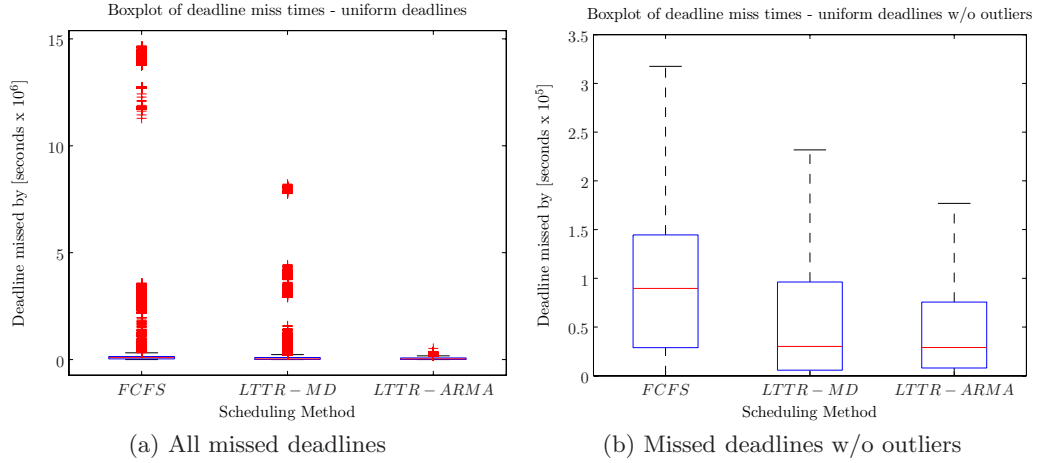 Boxplot of deadline miss times - uniform deadlines
15
10
5
0
Deadline missed by [seconds x 10^6]
FCFS
LTTR−MD
LTTR−ARMA
Scheduling Method
(a) All missed deadlines
Boxplot of deadline miss times - uniform deadlines w/o outliers
3.5
3
2.5
2
1.5
1
0.5
0
Deadline missed by [seconds x 10^5]
FCFS
LTTR−MD
LTTR−ARMA
Scheduling Method
(b) Missed deadlines w/o outliers